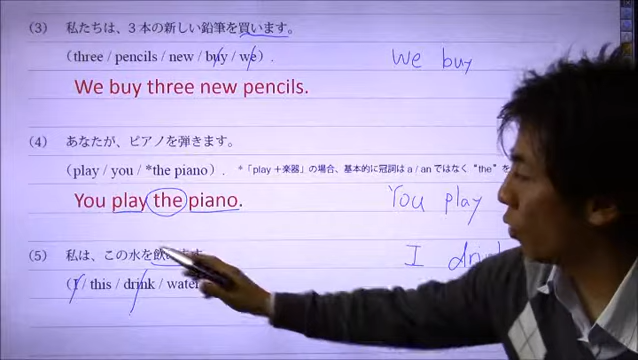 (3) 私たちは、3本の新しい鉛筆を買います。
(three / pencils / new / buy / we) .
We buy
We buy three new pencils.
(4) あなたが、ピアノを弾きます。
(play / you / *the piano) . *「play＋楽器」の場合、基本的に冠詞は a / an ではなく “the” を
You play the piano.
You play
(5) 私は、この水を飲
I
(I / this / drink / water